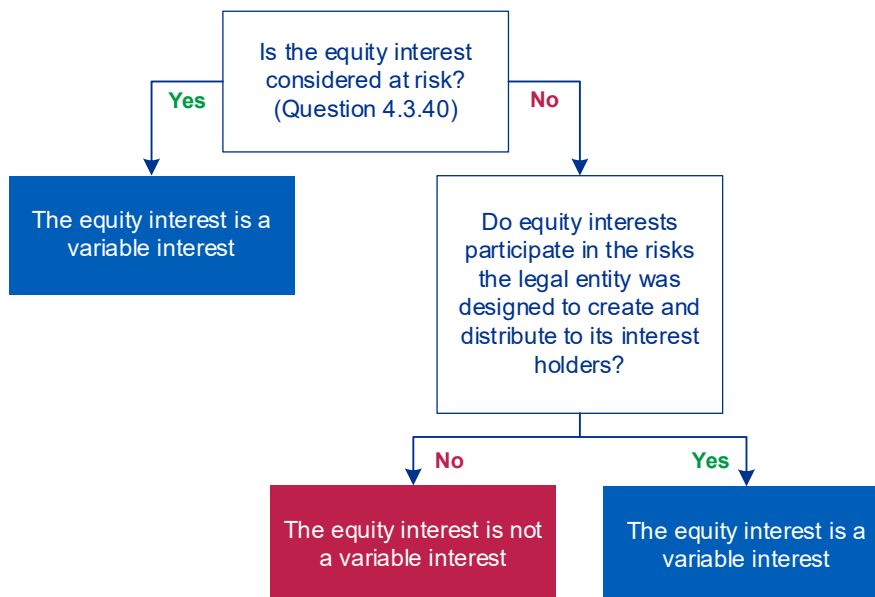 Is the equity interest
considered at risk?
(Question 4.3.40)
Yes
No
The equity interest is a
variable interest
Do equity interests
participate in the risks
the legal entity was
designed to create and
distribute to its interest
holders?
No
Yes
The equity interest is not
a variable interest
The equity interest is a
variable interest